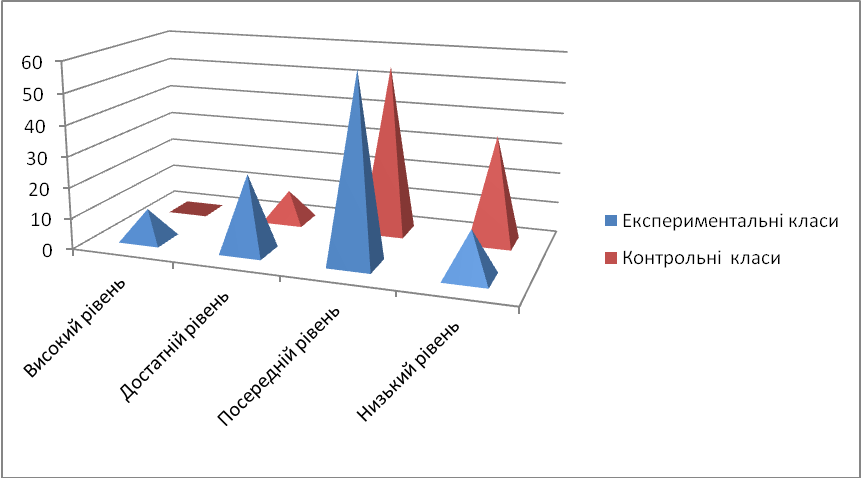 60
50
40
30
20
10
0
Високий рівень
Достатній рівень
Посередній рівень
Низький рівень
Експериментальні класи
Контрольні класи